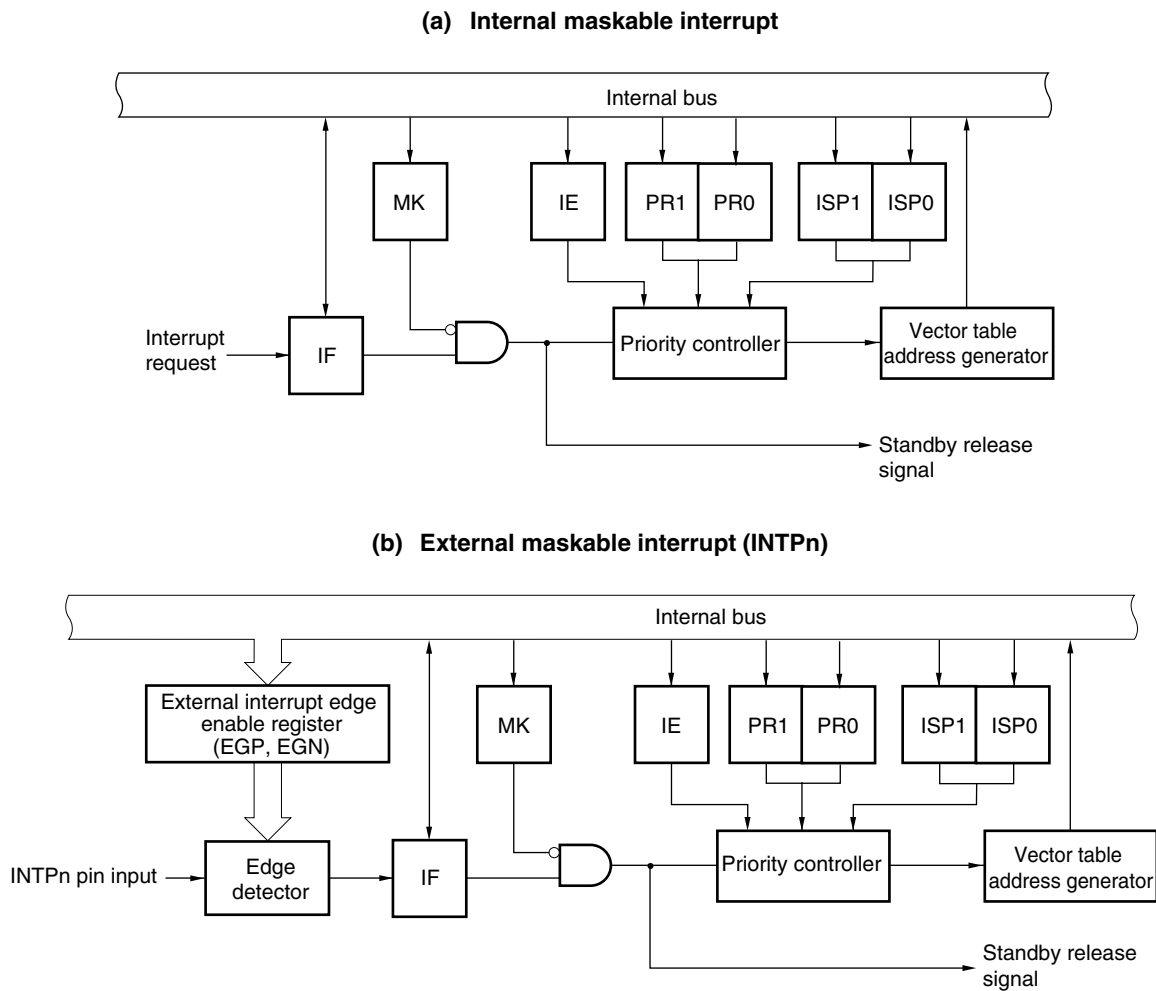 (a) Internal maskable interrupt
Internal bus
MK
IE
PR1
PR0
ISP1
ISP0
Interrupt
request
IF
Priority controller
Vector table
address generator
Standby release
signal
(b) External maskable interrupt (INTPn)
Internal bus
External interrupt edge
enable register
(EGP, EGN)
MK
IE
PR1
PR0
ISP1
ISP0
INTPn pin input
Edge
detector
IF
Priority controller
Vector table
address generator
Standby release
signal